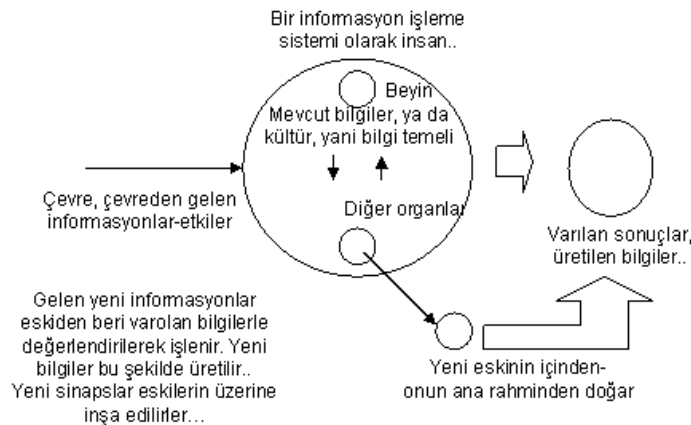 Bir informasyon işleme
sistemi olarak insan..
Beyin
Mevcut bilgiler, ya da
kültür, yani bilgi temeli
Çevre, çevreden gelen
informasyonlar-etkiler
Diğer organlar
Varılan sonuçlar,
üretilen bilgiler..
Gelen yeni informasyonlar
eskiden beri varolan bilgilerle
değerlendirilerek işlenir. Yeni
bilgiler bu şekilde üretilir..
Yeni sinapslar eskilerin üzerine
inşa edilirler...
Yeni eskinin içinden-
onun ana rahminden doğar